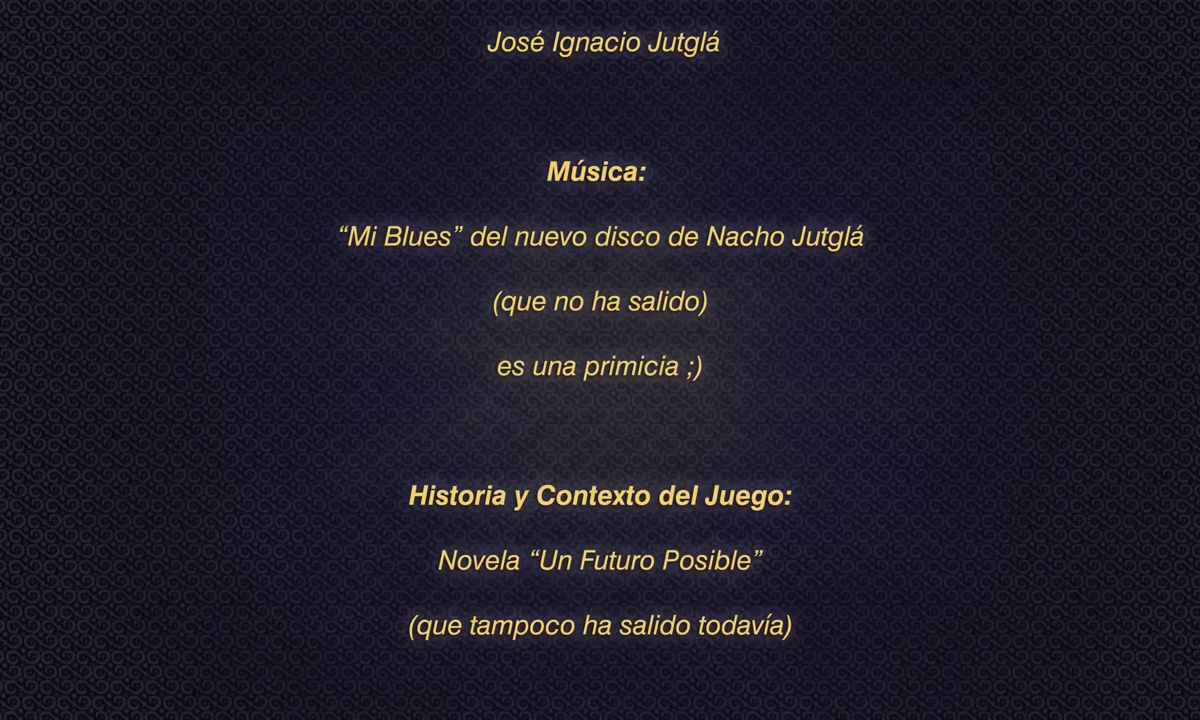 José Ignacio Jutglá
Música:
“Mi Blues” del nuevo disco de Nacho Jutglá
(que no ha salido)
es una primicia ;)
Historia y Contexto del Juego:
Novela “Un Futuro Posible”
(que tampoco ha salido todavía)